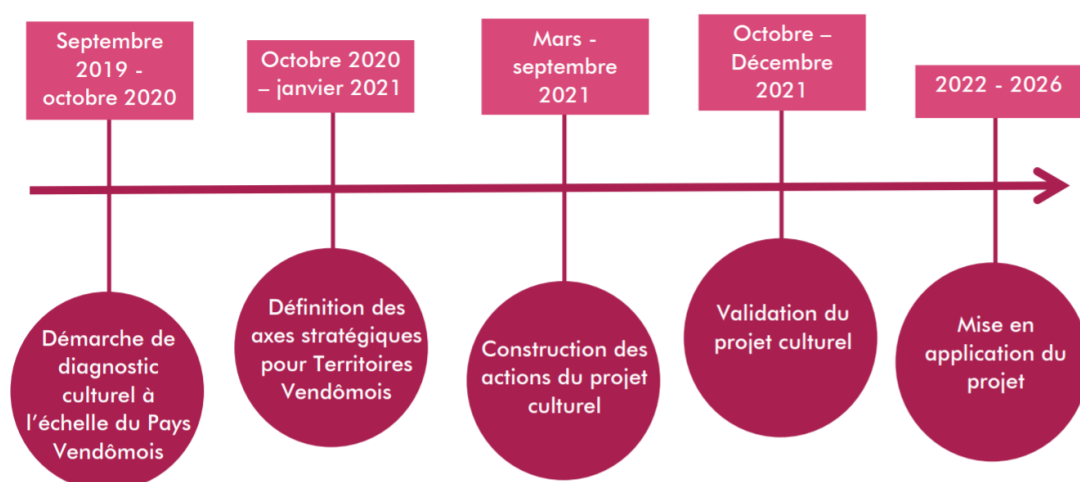 Septembre
2019 -
octobre 2020
Octobre 2020
– janvier 2021
Mars -
septembre
2021
Octobre –
Décembre
2021
2022 - 2026
Démarche de
diagnostic
culturel à
l'échelle du Pays
Vendômois
Définition des
axes stratégiques
pour Territoires
Vendômois
Construction des
actions du projet
culturel
Validation du
projet culturel
Mise en
application du
projet